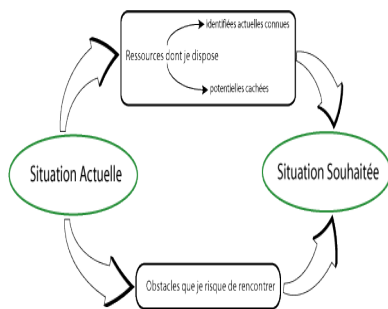 identifiées actuelles connues
Ressources dont je dispose
potentielles cachées
Situation Actuelle
Situation Souhaitée
Obstacles que je risque de rencontrer